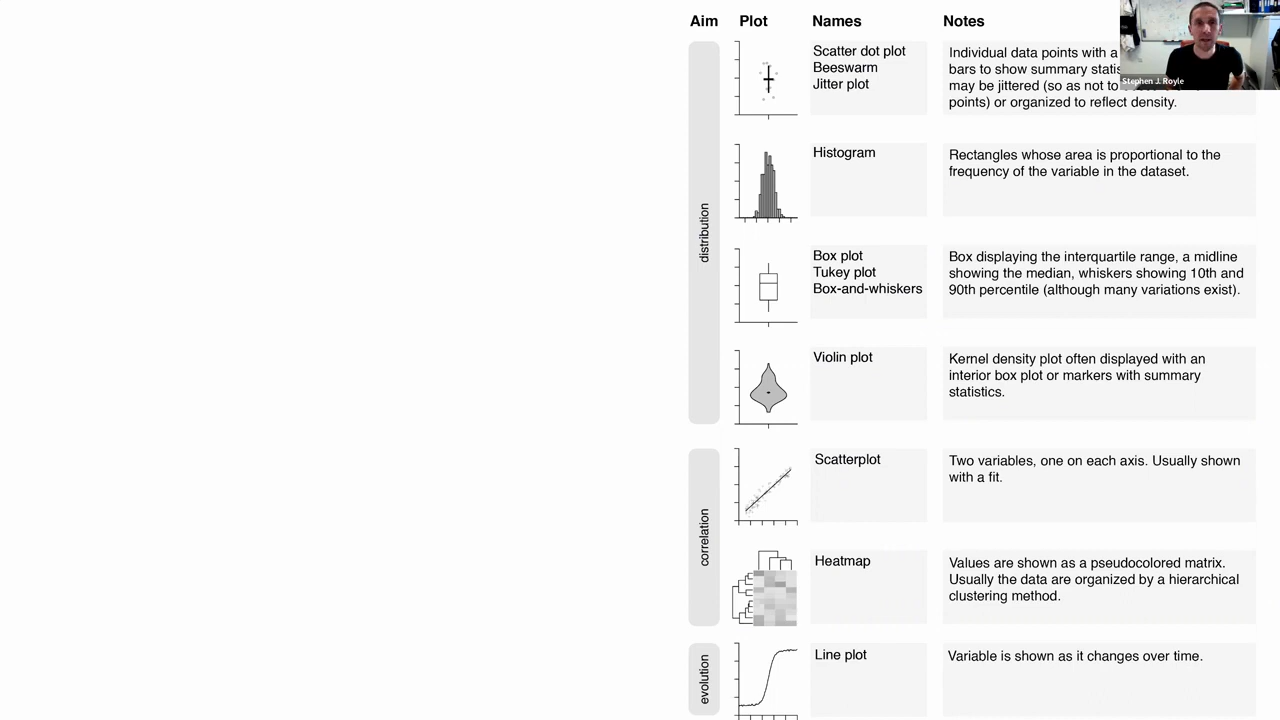 Aim Plot Names Notes
distribution
Scatter dot plot
Beeswarm
Jitter plot
Individual data points with a
bars to show summary
may be jittered (so as not to
points) or organized to reflect density.
Stephen J. Royle
Histogram
Rectangles whose area is proportional to the
frequency of the variable in the dataset.
Box plot
Tukey plot
Box-and-whiskers
Box displaying the interquartile range, a midline
showing the median, whiskers showing 10th and
90th percentile (although many variations exist).
Violin plot
Kernel density plot often displayed with an
interior box plot or markers with summary
statistics.
correlation
Scatterplot
Two variables, one on each axis. Usually shown
with a fit.
Heatmap
Values are shown as a pseudocolored matrix.
Usually the data are organized by a hierarchical
clustering method.
evolution
Line plot
Variable is shown as it changes over time.